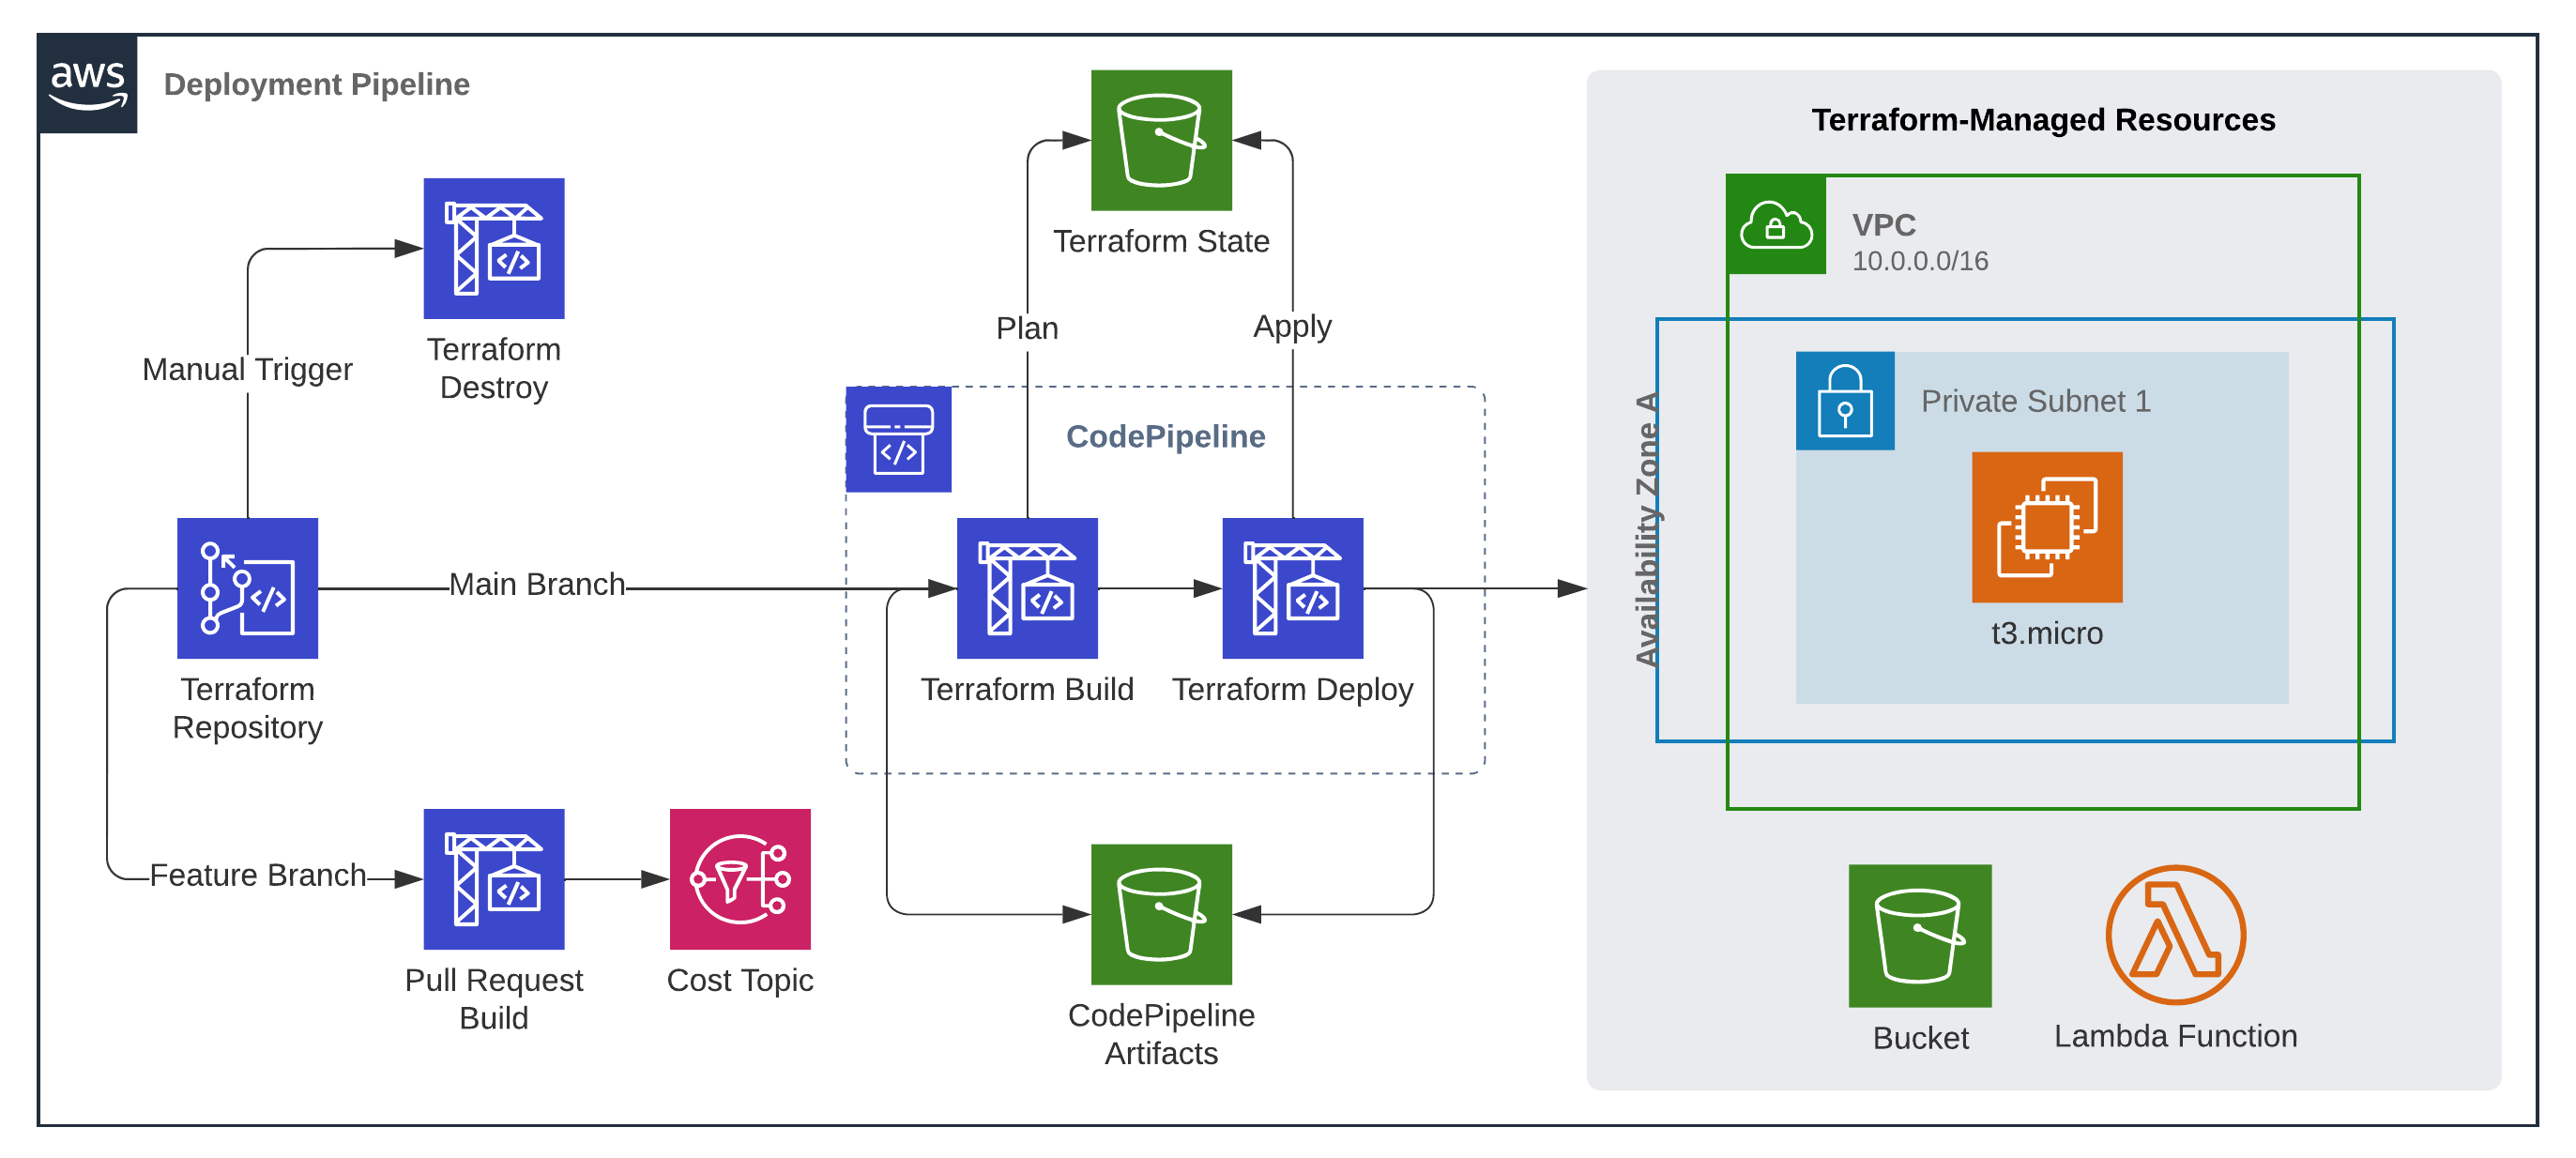 aws
Deployment Pipeline
Terraform State
Terraform-Managed Resources
VPC
10.0.0.0/16
Terraform
Destroy
Manual Trigger
Plan
Apply
CodePipeline
Availability Zone A
Private Subnet 1
t3.micro
Main Branch
Terraform
Repository
Terraform Build
Terraform Deploy
Feature Branch
Pull Request
Build
Cost Topic
CodePipeline
Artifacts
Bucket
Lambda Function